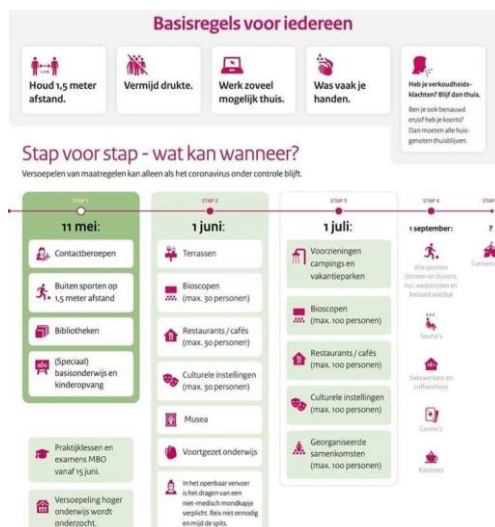 Basisregels voor iedereen
Houd 1,5 meter
afstand.
Vermijd drukte.
Werk zoveel
mogelijk thuis.
Was vaak je
handen.
Heb je verkoudheids-
klachten? Blijf dan thuis.
Ben je ook benauwd
en/of heb je koorts?
Dan moeten alle huis-
genoten thuisblijven.
Stap voor stap - wat kan wanneer?
Versoepelen van maatregelen kan alleen als het coronavirus onder controle blijft.
STAP 1
11 mei:
Contactberoepen
Buiten sporten op
1,5 meter afstand
Bibliotheken
(Speciaal)
basisonderwijs en
kinderopvang
Praktijklessen en
examens MBO
vanaf 15 juni.
Versoepeling hoger
onderwijs wordt
onderzocht.
STAP 2
1 juni:
Terrassen
Bioscopen
(max. 30 personen)
Restaurants / cafés
(max. 30 personen)
Culturele instellingen
(max. 30 personen)
Musea
Voortgezet onderwijs
In het openbaar vervoer
is het dragen van een
niet-medisch mondkapje
verplicht. Reis niet onnodig
en mijd de spits.
STAP 3
1 juli:
Voorzieningen
campings en
vakantieparken
Bioscopen
(max. 100 personen)
Restaurants / cafés
(max. 100 personen)
Culturele instellingen
(max. 100 personen)
Georganiseerde
samenkomsten
(max. 100 personen)
STAP 4
1 september:
Alle sporten
(binnen en buiten),
incl. wedstrijden en
betaald voetbal
Sauna's
Sekswerkers en
coffeeshops
Casino's
Kantines
STAP
?
Eveneme